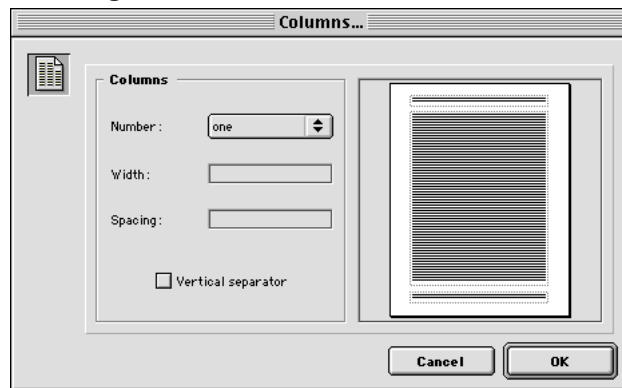 Columns...
Columns
Number:
one
Width:
Spacing:
Vertical separator
Cancel
OK